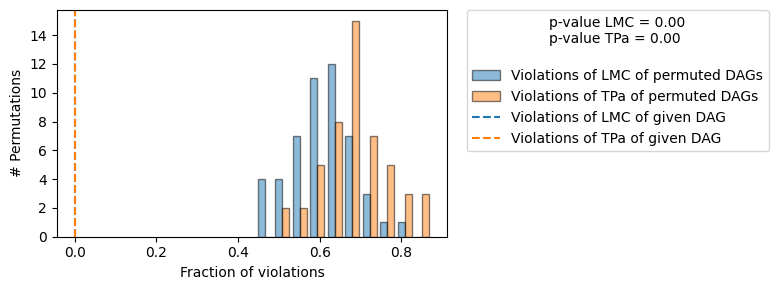 p-value LMC = 0.00
p-value TPa = 0.00
Violations of LMC of permuted DAGs
Violations of TPa of permuted DAGs
Violations of LMC of given DAG
Violations of TPa of given DAG
# Permutations
14
12
10
8
6
4
2
0
0.0 0.2 0.4 0.6 0.8
Fraction of violations